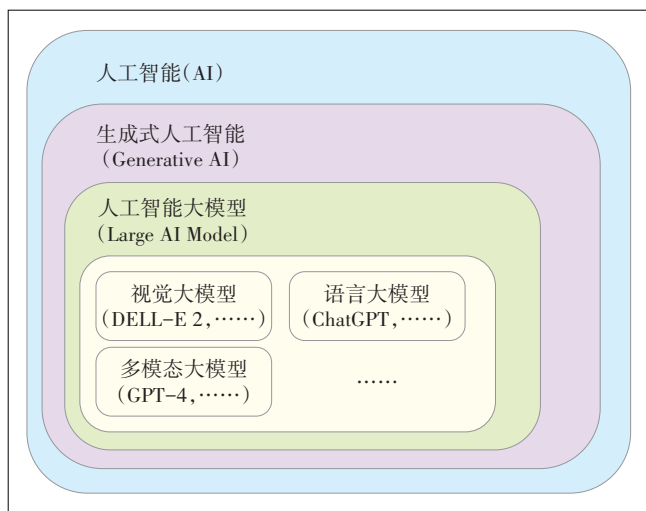 人工智能(AI)
生成式人工智能
(Generative AI)
人工智能大模型
(Large AI Model)
视觉大模型
(DELL-E 2,……)
语言大模型
(ChatGPT,……)
多模态大模型
(GPT-4,……)
……